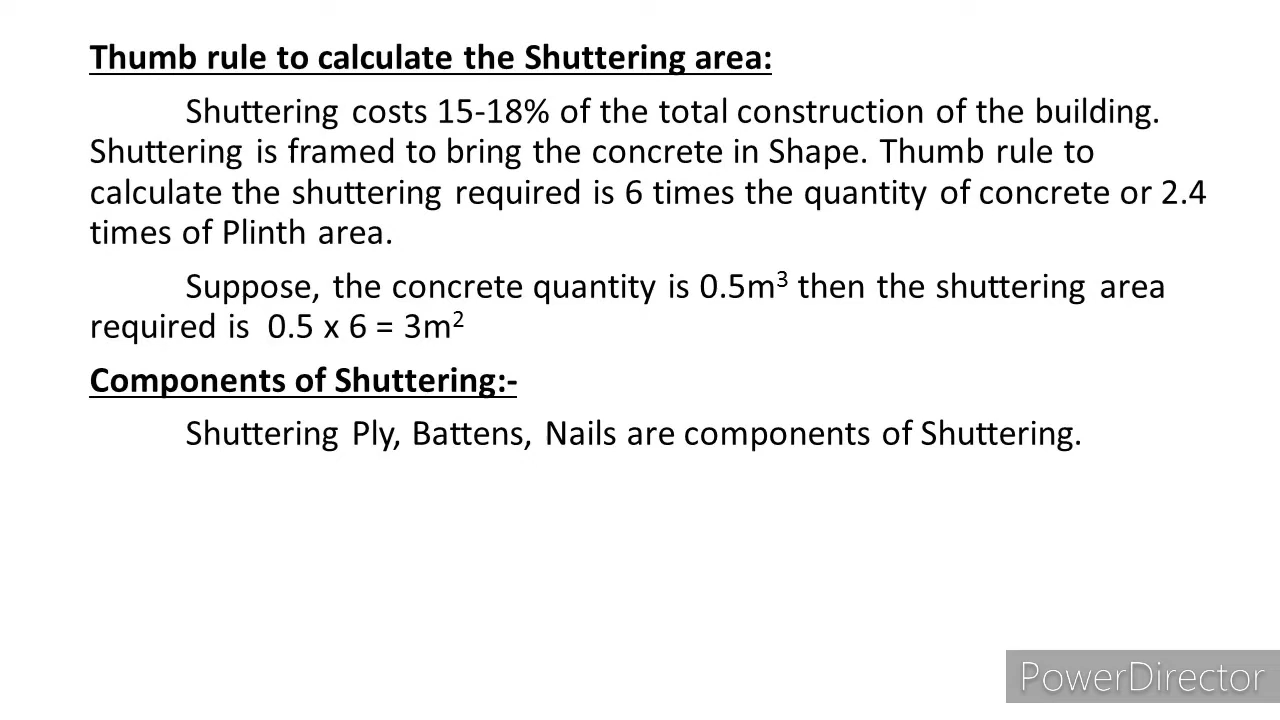 Thumb rule to calculate the Shuttering area:
Shuttering costs 15-18% of the total construction of the building.
Shuttering is framed to bring the concrete in Shape. Thumb rule to
calculate the shuttering required is 6 times the quantity of concrete or 2.4
times of Plinth area.
Suppose, the concrete quantity is 0.5m³ then the shuttering area
required is 0.5 x 6 = 3m²
Components of Shuttering:-
Shuttering Ply, Battens, Nails are components of Shuttering.
PowerDirector